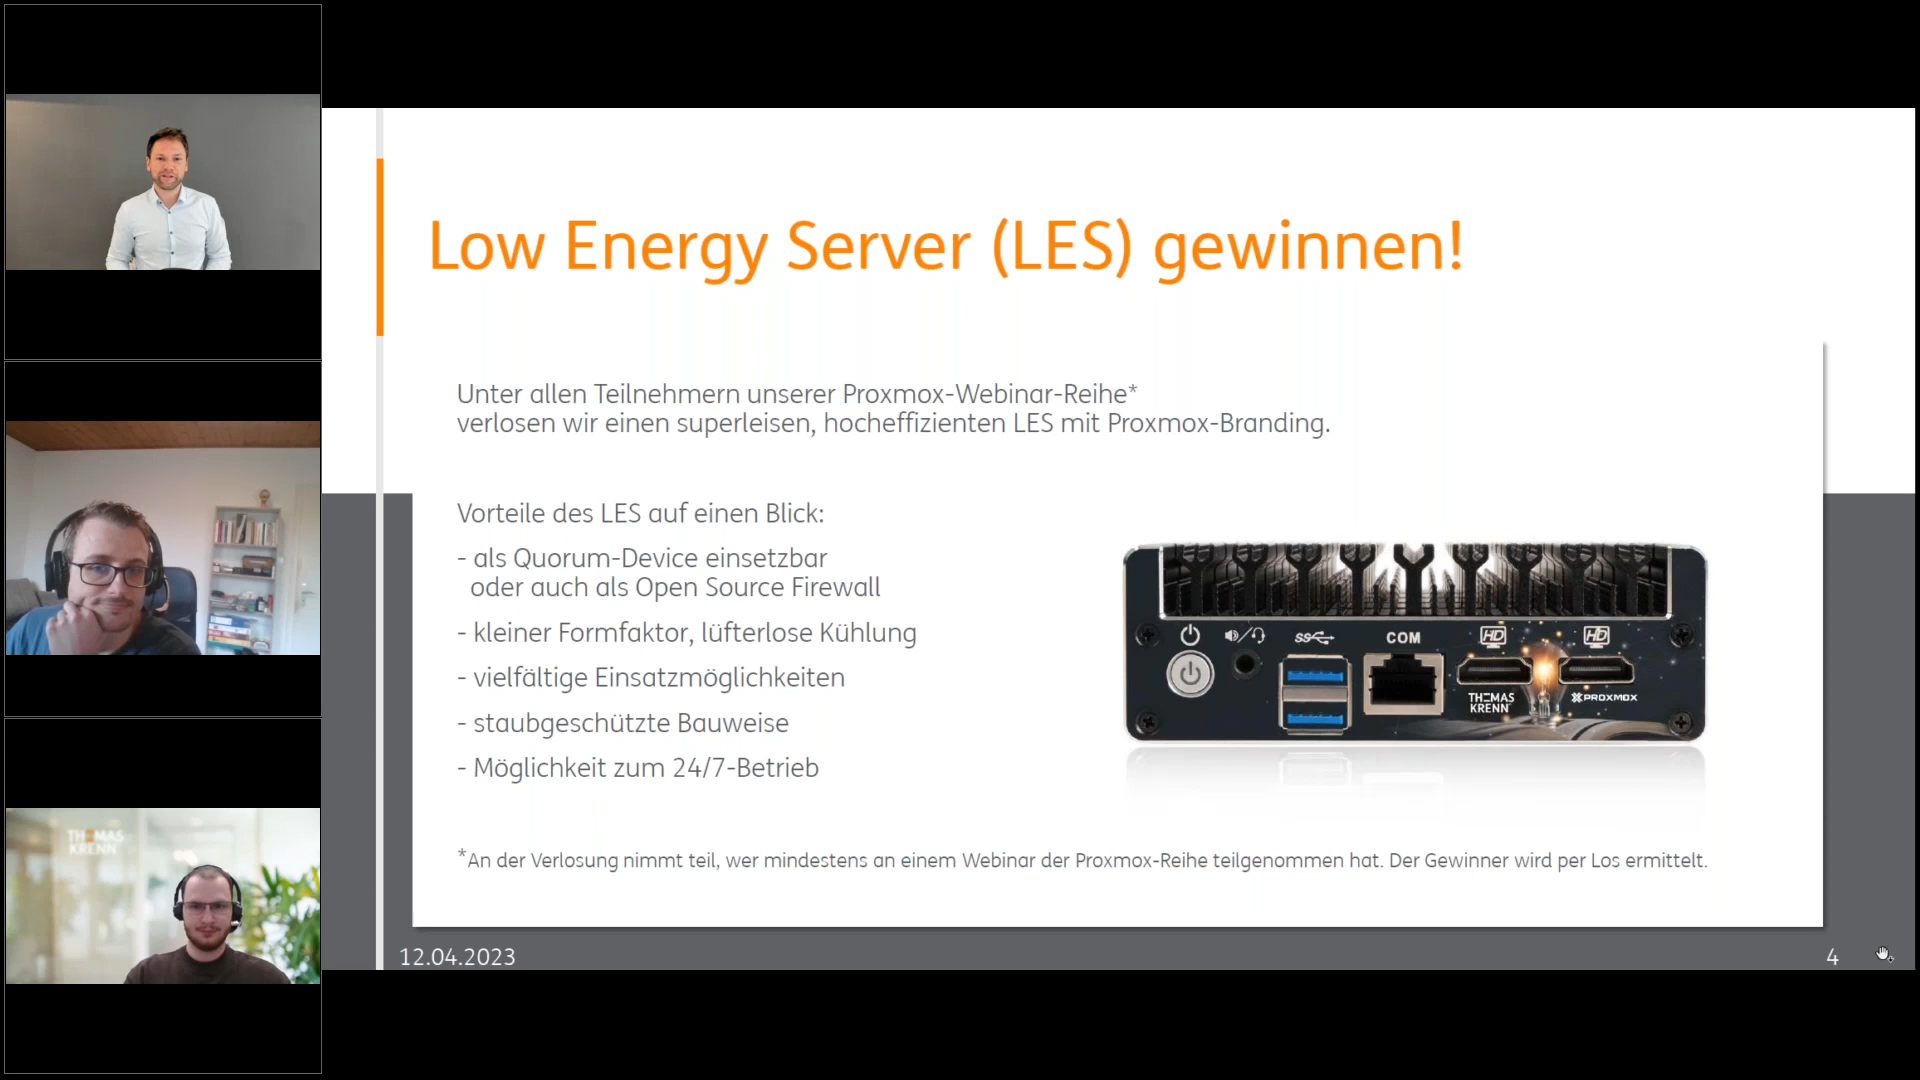 Low Energy Server (LES) gewinnen!
Unter allen Teilnehmern unserer Proxmox-Webinar-Reihe*
verlosen wir einen superleisen, hocheffizienten LES mit Proxmox-Branding.
Vorteile des LES auf einen Blick:
- als Quorum-Device einsetzbar
oder auch als Open Source Firewall
- kleiner Formfaktor, lüfterlose Kühlung
- vielfältige Einsatzmöglichkeiten
- staubgeschützte Bauweise
- Möglichkeit zum 24/7-Betrieb
SS
COM
HD
HD
THOMAS
KRENN
PROXMOX
*An der Verlosung nimmt teil, wer mindestens an einem Webinar der Proxmox-Reihe teilgenommen hat. Der Gewinner wird per Los ermittelt.
12.04.2023
4
THOMAS
KRENN